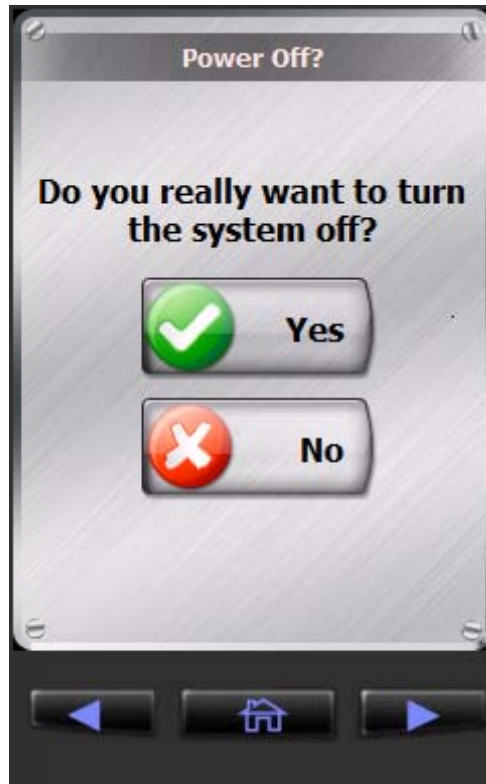 Power Off?
Do you really want to turn
the system off?
Yes
No